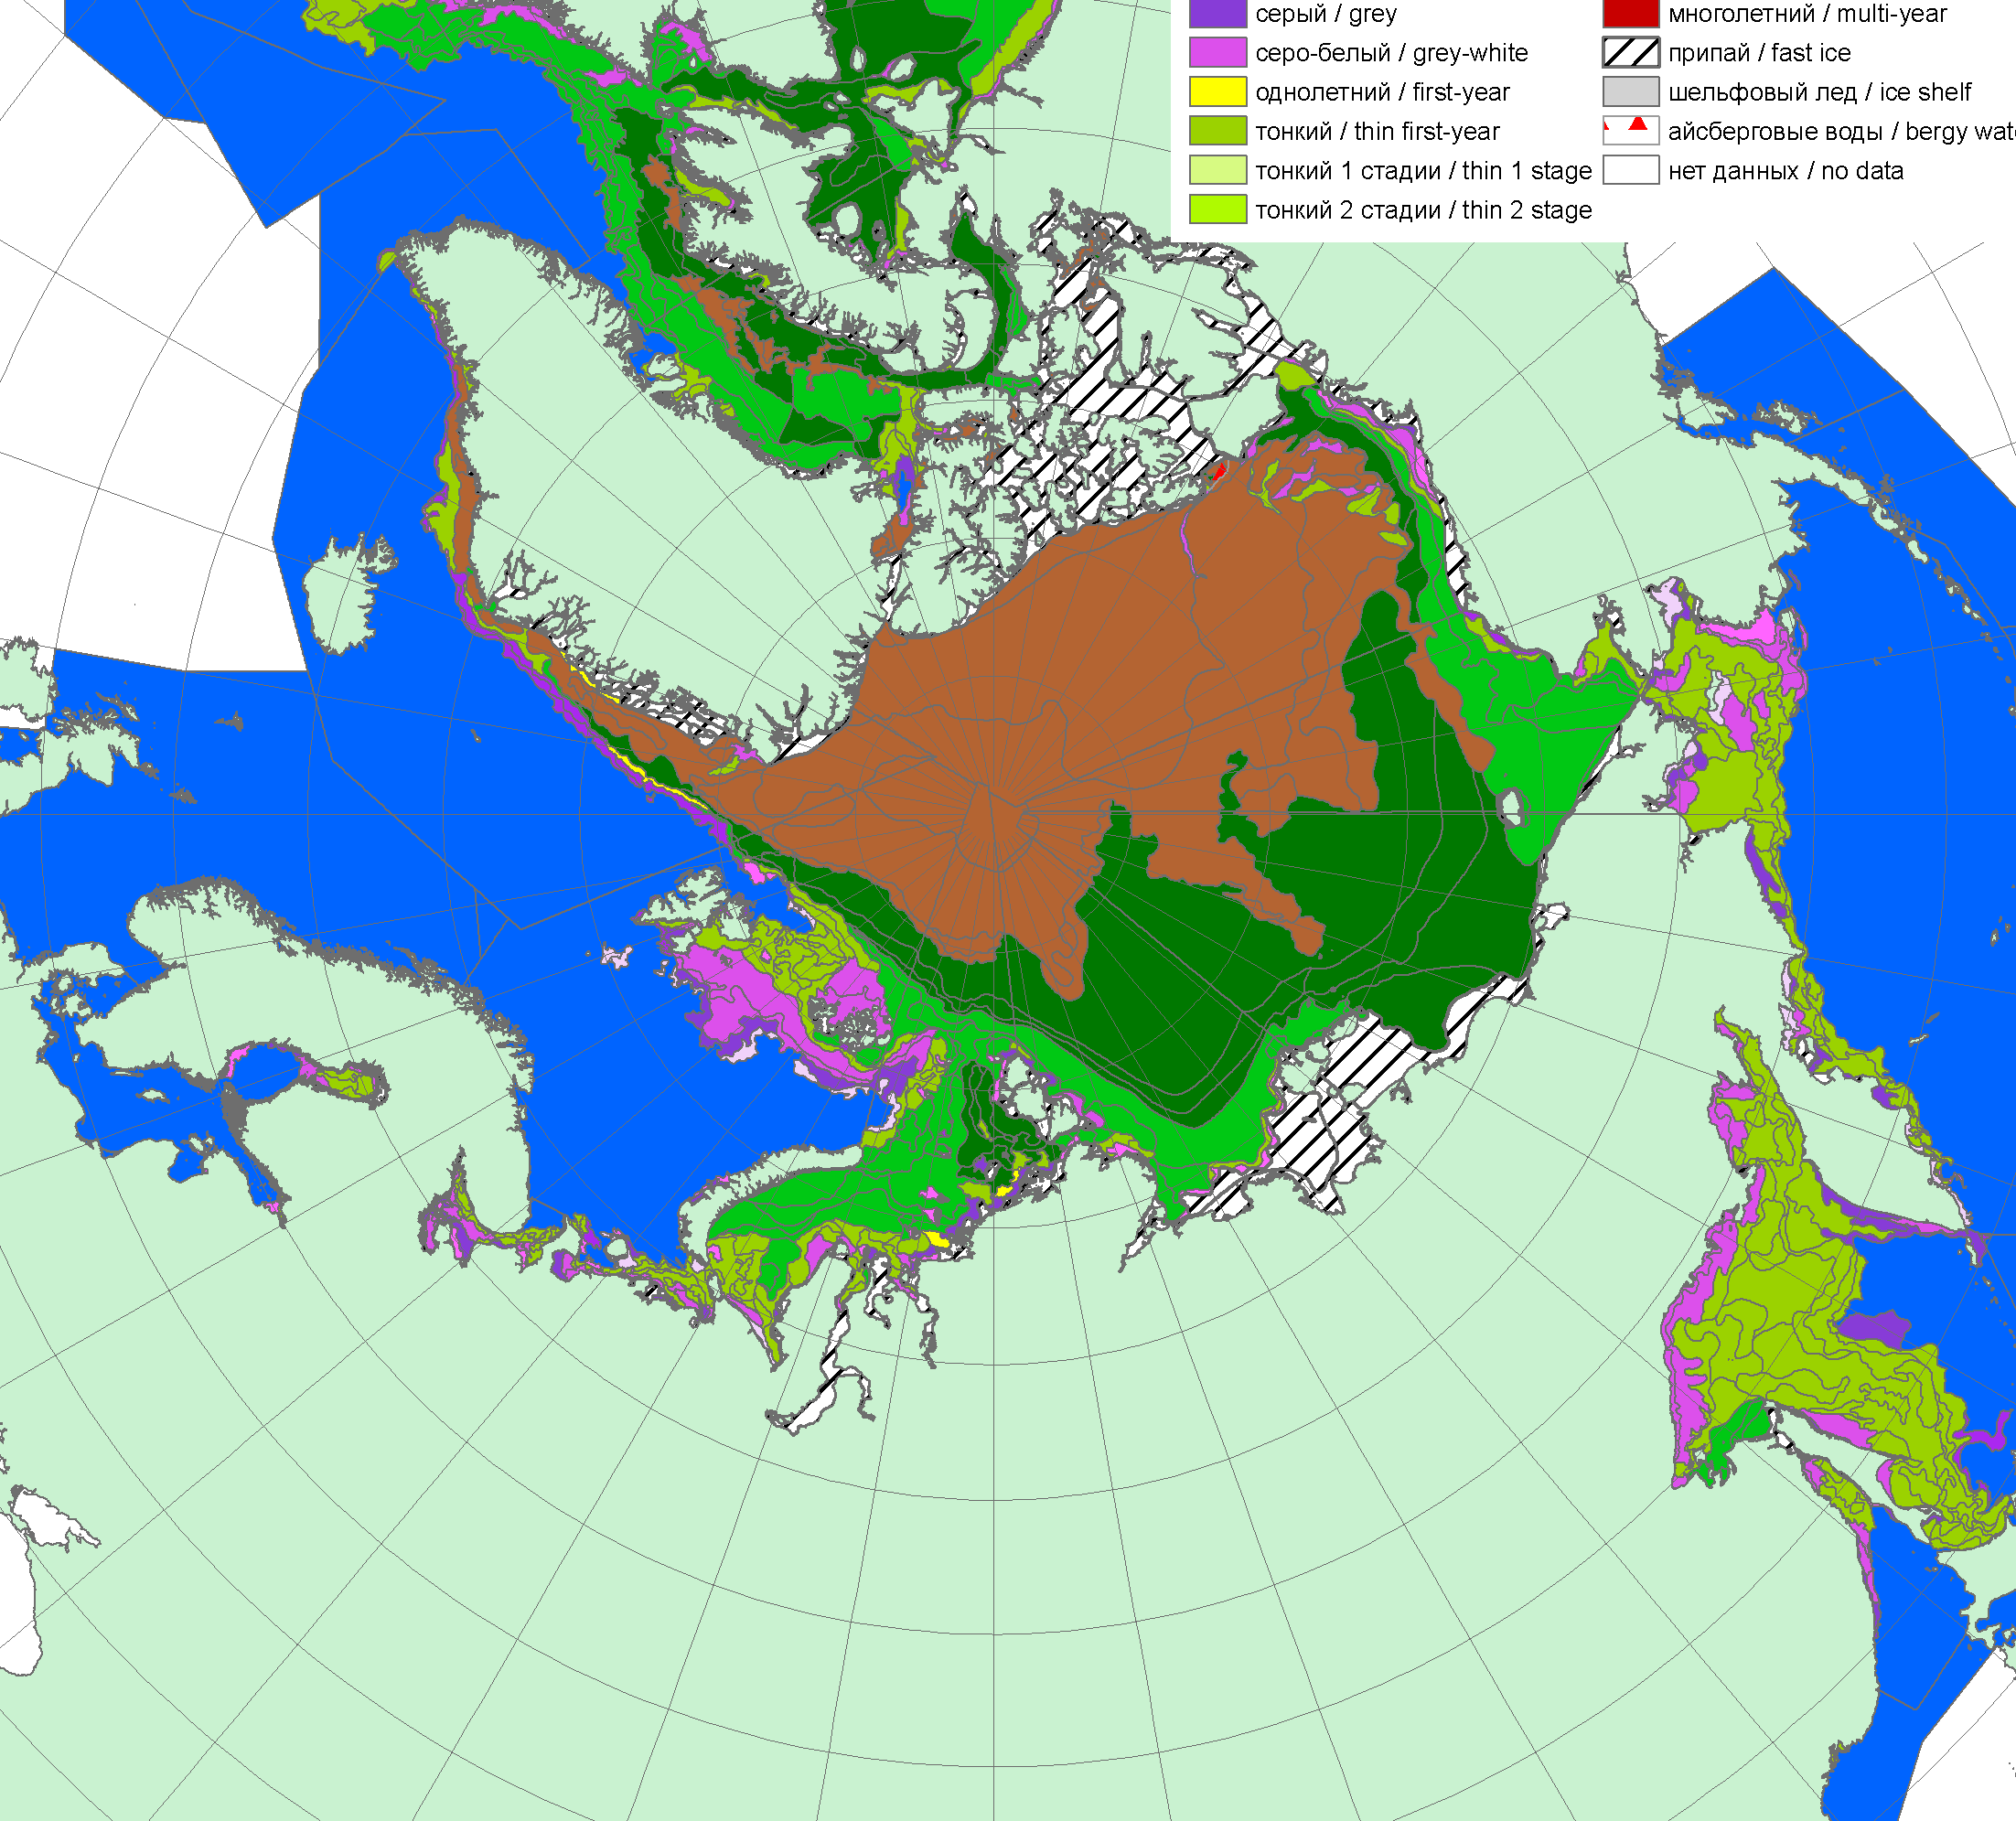 серый / grey
серо-белый / grey-white
однолетний / first-year
тонкий / thin first-year
тонкий 1 стадии / thin 1 stage
тонкий 2 стадии / thin 2 stage
многолетний / multi-year
припай / fast ice
шельфовый лед / ice shelf
айсберговые воды / bergy wat
нет данных / no data